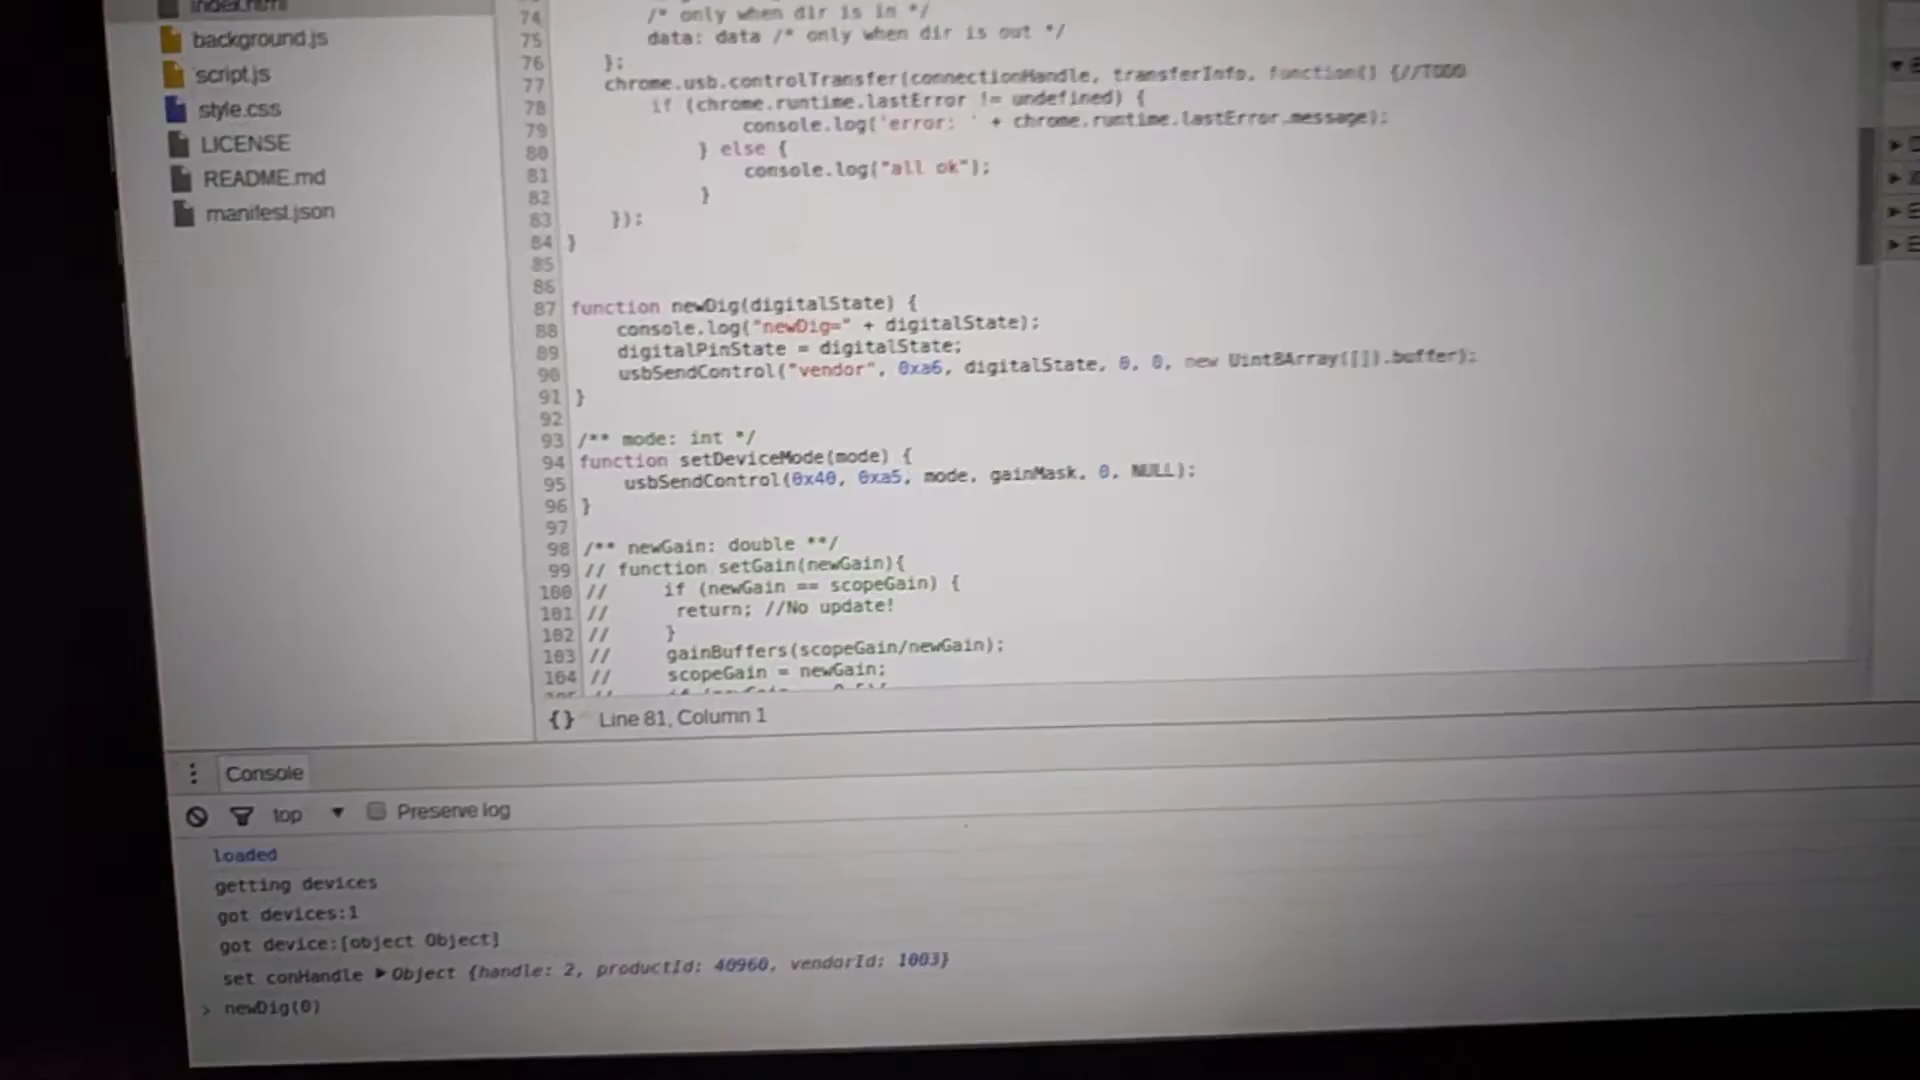 index.html
background.js
script.js
style.css
LICENSE
README.md
manifest.json
74 /* only when dir is in */
75 data: data /* only when dir is out */
76 };
77 chrome.usb.controlTransfer(connectionHandle, transferInfo, function() {//TODO
78 if (chrome.runtime.lastError != undefined) {
79 console.log('error: ' + chrome.runtime.lastError.message);
80 } else {
81 console.log("all ok");
82 }
83 });
84 }
85
86
87 function newDig(digitalState) {
88 console.log("newDig=" + digitalState);
89 digitalPinState = digitalState;
90 usbSendControl("vendor", 0xa6, digitalState, 0, 0, new Uint8Array([]).buffer);
91 }
92
93 /** mode: int */
94 function setDeviceMode(mode) {
95 usbSendControl(0x40, 0xa5, mode, gainMask, 0, NULL);
96 }
97
98 /** newGain: double **/
99 // function setGain(newGain){
100 // if (newGain == scopeGain) {
101 // return; //No update!
102 // }
103 // gainBuffers(scopeGain/newGain);
104 // scopeGain = newGain;
{} Line 81, Column 1
Console
top ▼ Preserve log
loaded
getting devices
got devices:1
got device:[object Object]
set conHandle ▶ Object {handle: 2, productId: 40960, vendorId: 1003}
> newDig(0)